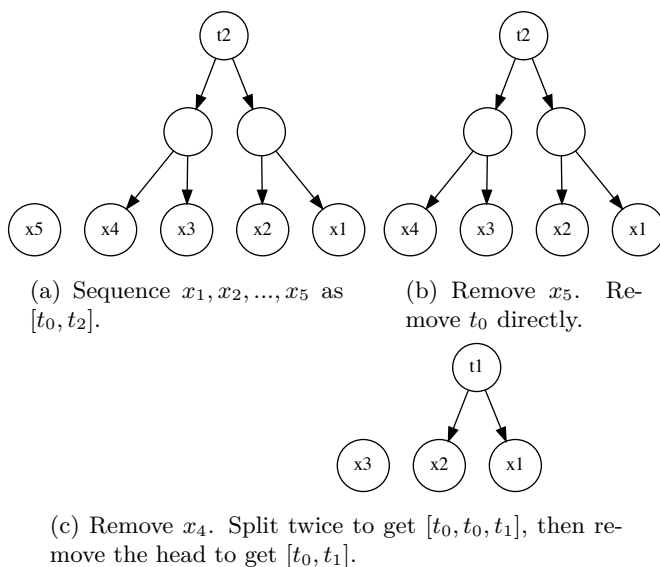 t2
x5 x4 x3 x2 x1
(a) Sequence x₁, x₂, ..., x₅ as
[t₀, t₂].
t2
x4 x3 x2 x1
(b) Remove x₅. Re-
move t₀ directly.
t1
x3 x2 x1
(c) Remove x₄. Split twice to get [t₀, t₀, t₁], then re-
move the head to get [t₀, t₁].